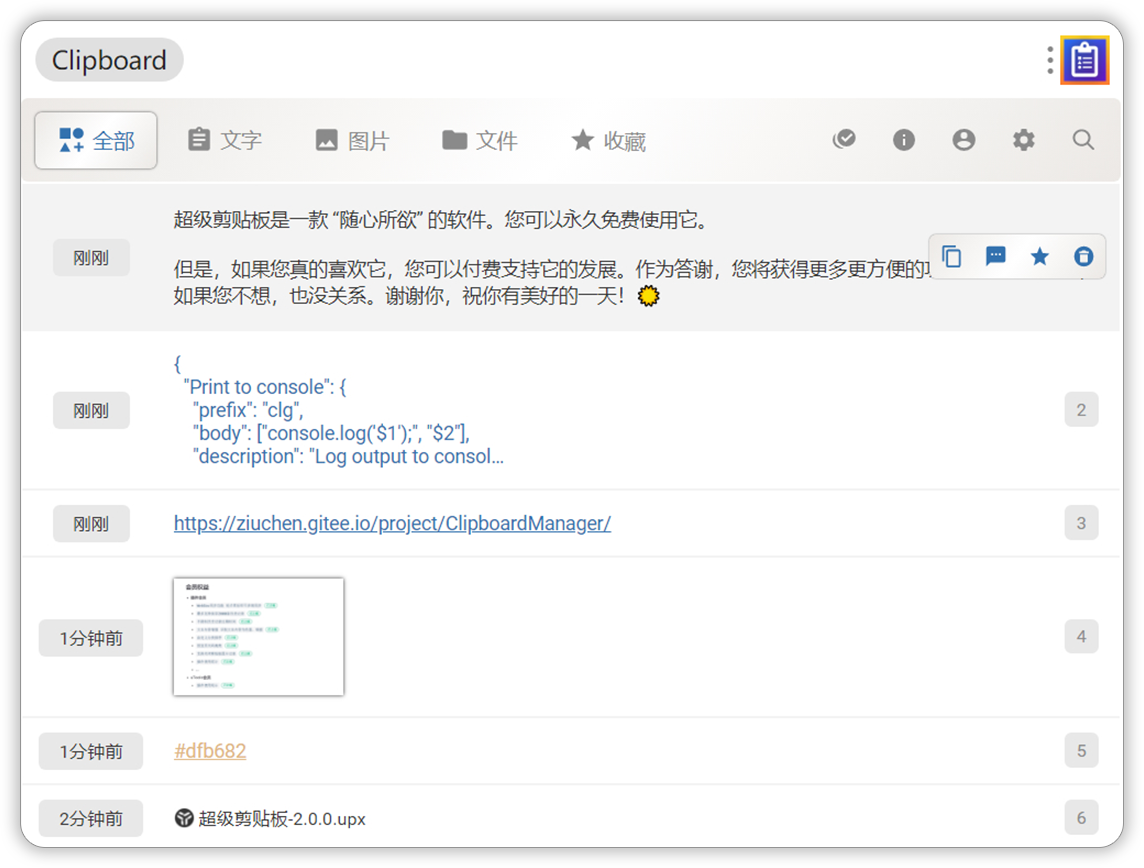 Clipboard
全部
文字
图片
文件
收藏
刚刚
超级剪贴板是一款 “随心所欲” 的软件。您可以永久免费使用它。
但是，如果您真的喜欢它，您可以付费支持它的发展。作为答谢，您将获得更多更方便的
如果您不想，也没关系。谢谢你，祝你有美好的一天！
刚刚
{
"Print to console": {
"prefix": "clg",
"body": ["console.log('$1');", "$2"],
"description": "Log output to consol...
2
刚刚
https://ziuchen.gitee.io/project/ClipboardManager/
3
1分钟前
会员权益
4
1分钟前
#dfb682
5
2分钟前
超级剪贴板-2.0.0.upx
6